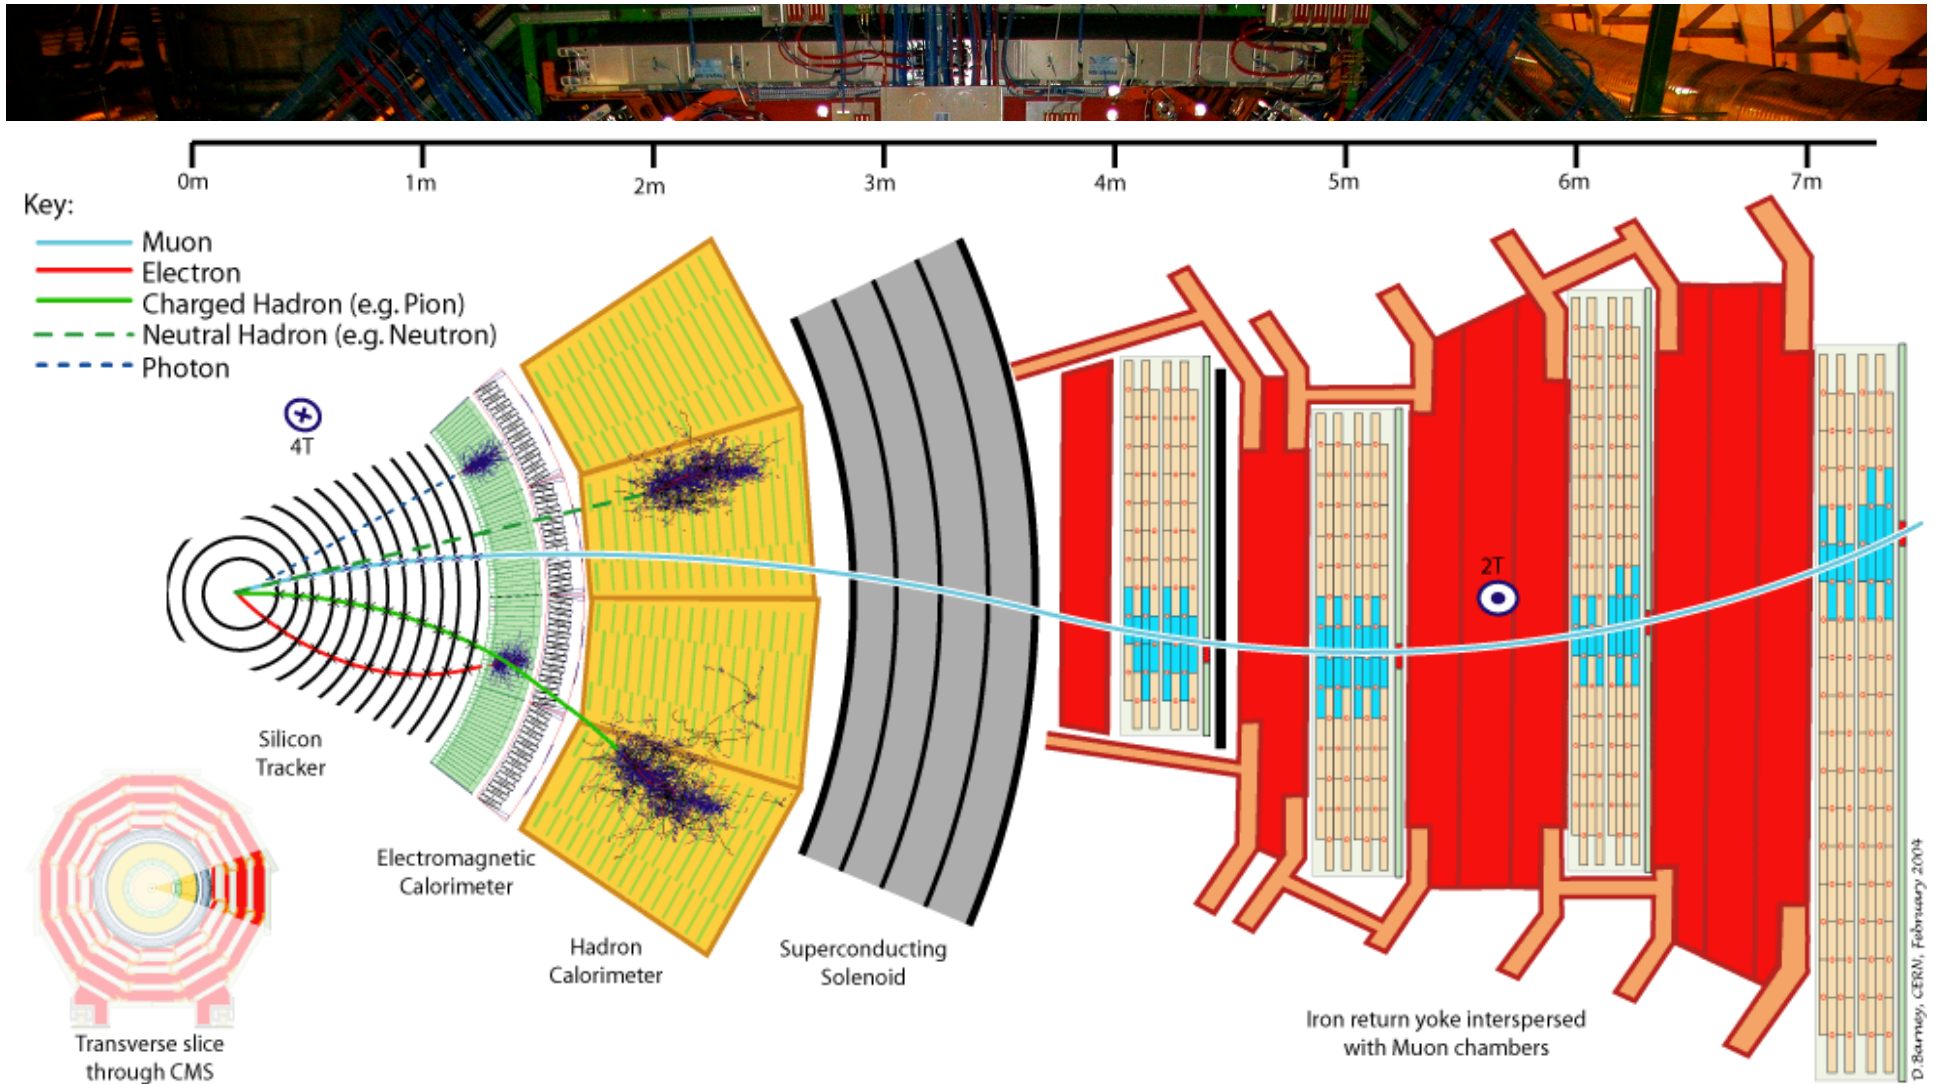 0m
1m
2m
3m
4m
5m
6m
7m
Key:
Muon
Electron
Charged Hadron (e.g. Pion)
Neutral Hadron (e.g. Neutron)
Photon
4T
2T
Silicon
Tracker
Electromagnetic
Calorimeter
Hadron
Calorimeter
Superconducting
Solenoid
Iron return yoke interspersed
with Muon chambers
Transverse slice
through CMS
D.Barney, CERN, February 2004